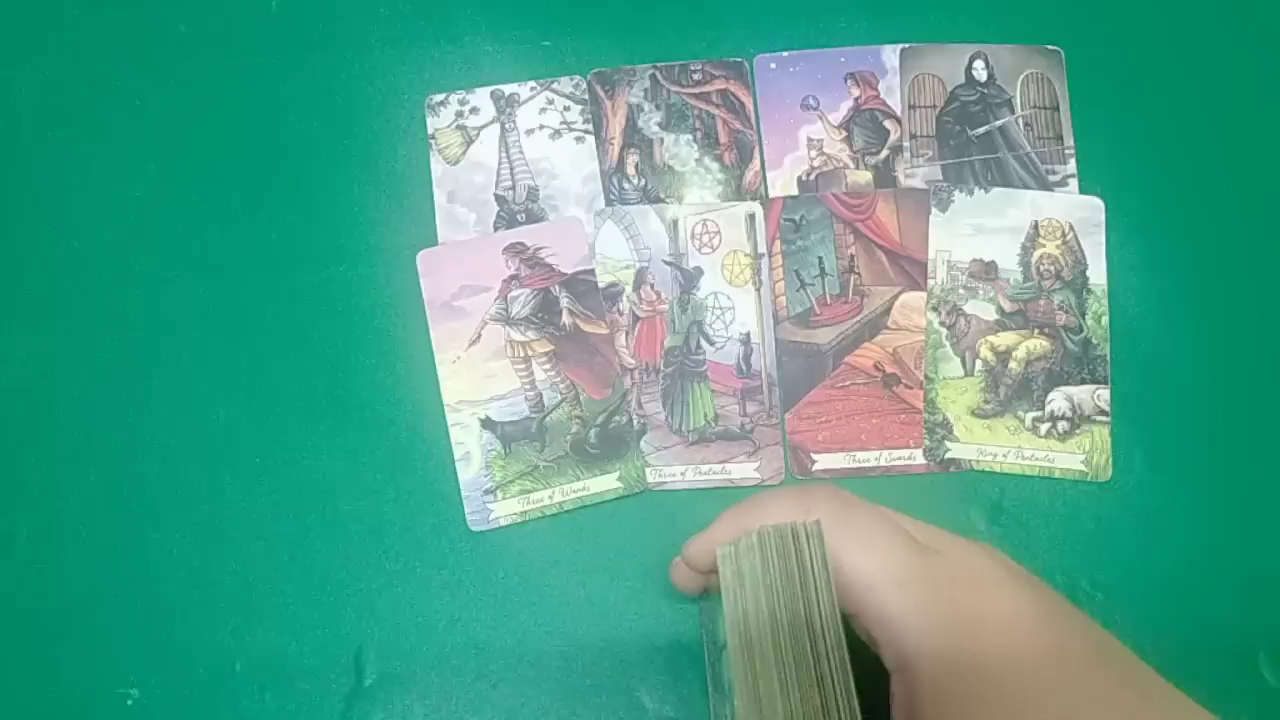 Three of Wands
Three of Pentacles
Three of Swords
King of Pentacles